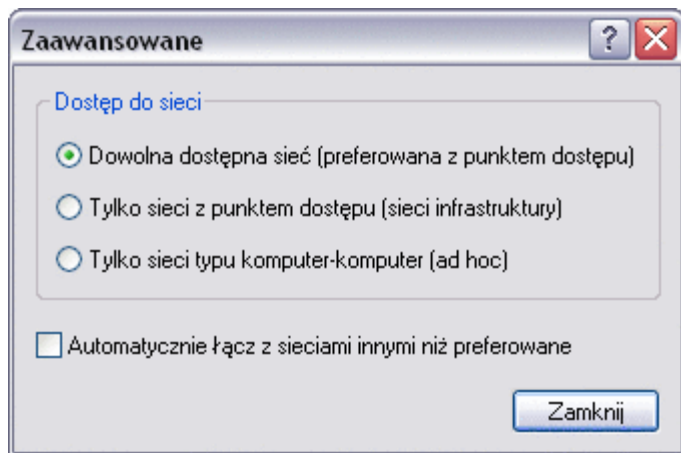 Zaawansowane
Dostęp do sieci
Dowolna dostępna sieć (preferowana z punktem dostępu)
Tylko sieci z punktem dostępu (sieci infrastruktury)
Tylko sieci typu komputer-komputer (ad hoc)
Automatycznie łącz z sieciami innymi niż preferowane
Zamknij